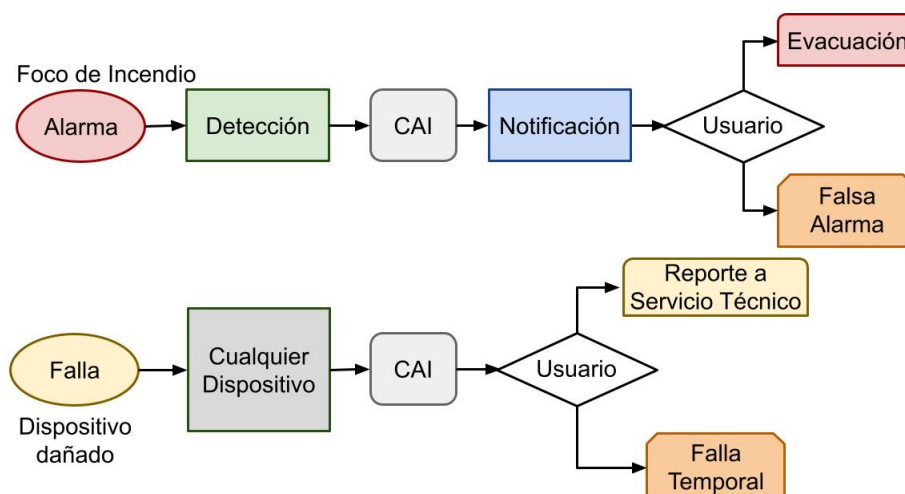 Foco de Incendio
Alarma
Detección
CAI
Notificación
Usuario
Evacuación
Falsa
Alarma
Falla
Dispositivo
dañado
Cualquier
Dispositivo
CAI
Usuario
Reporte a
Servicio Técnico
Falla
Temporal